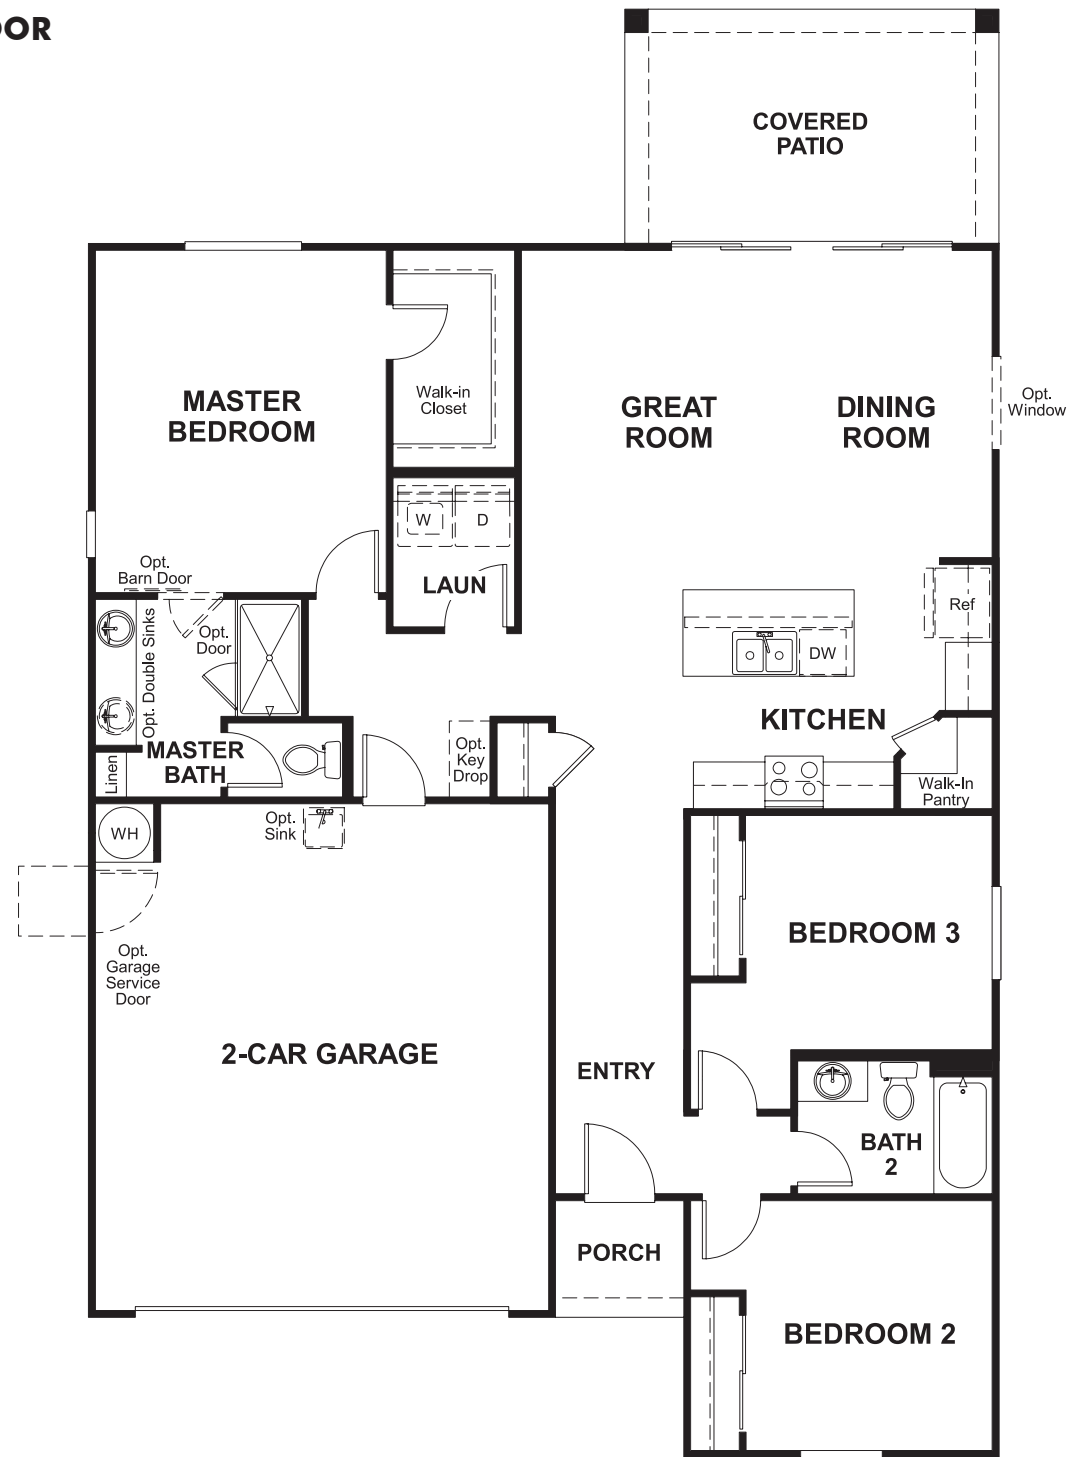 OOR
COVERED
PATIO
MASTER
BEDROOM
Walk-in
Closet
GREAT
ROOM
DINING
ROOM
Opt.
Window
W
D
LAUN
Opt.
Barn Door
Opt. Double Sinks
Opt.
Door
Ref
DW
KITCHEN
MASTER
BATH
Linen
Opt.
Key
Drop
Walk-In
Pantry
WH
Opt.
Sink
Opt.
Garage
Service
Door
BEDROOM 3
2-CAR GARAGE
ENTRY
BATH
2
PORCH
BEDROOM 2